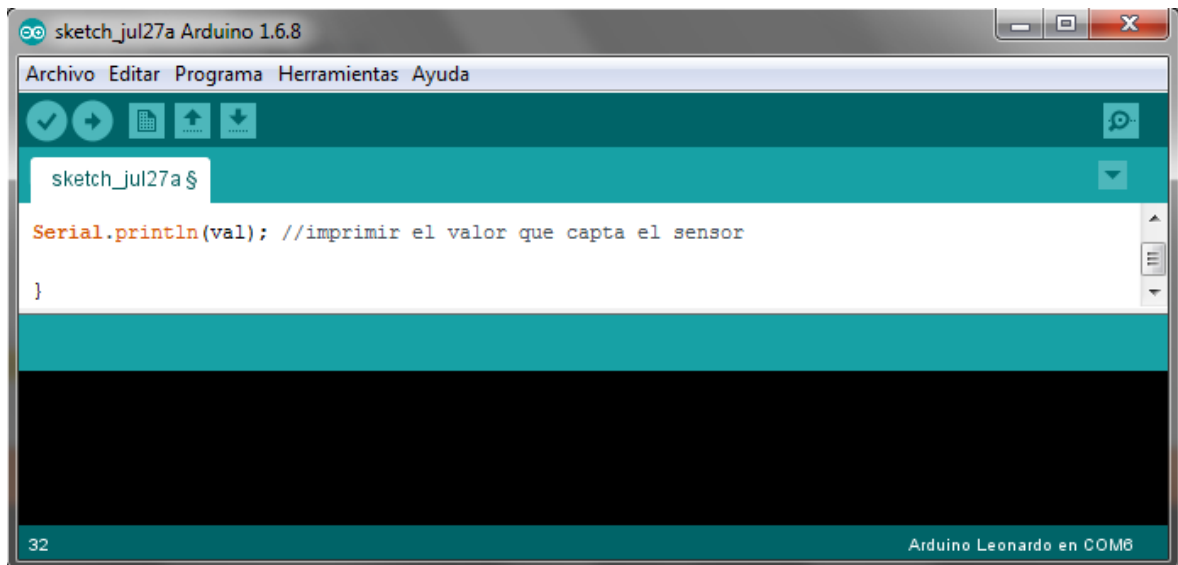 sketch_jul27a Arduino 1.6.8
Archivo Editar Programa Herramientas Ayuda
sketch_jul27a §
Serial.println(val); //imprimir el valor que capta el sensor
}
32
Arduino Leonardo en COM6